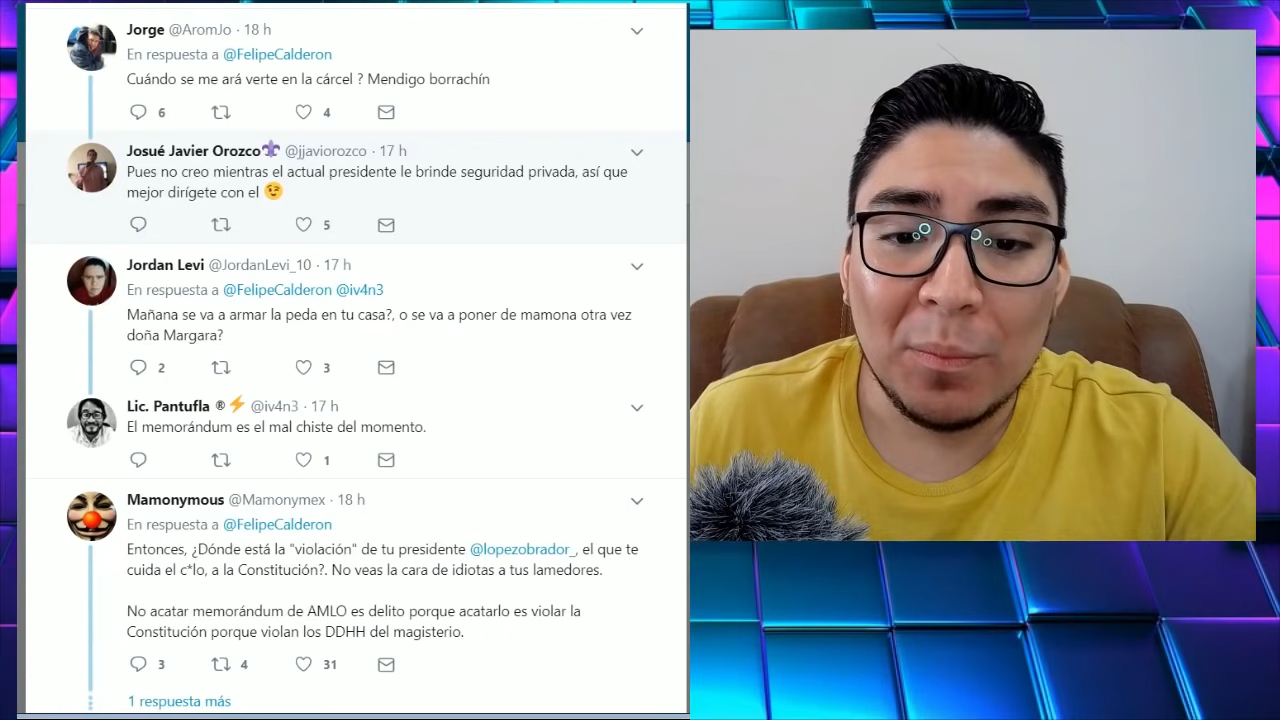 Jorge @AromJo · 18 h
En respuesta a @FelipeCalderon
Cuándo se me ará verte en la cárcel ? Mendigo borrachín
6 4
Josué Javier Orozco⚜ @jjaviorozco · 17 h
Pues no creo mientras el actual presidente le brinde seguridad privada, así que
mejor dirígete con el 😉
5
Jordan Levi @JordanLevi_10 · 17 h
En respuesta a @FelipeCalderon @iv4n3
Mañana se va a armar la peda en tu casa?, o se va a poner de mamona otra vez
doña Margara?
2 3
Lic. Pantufla ®⚡ @iv4n3 · 17 h
El memorándum es el mal chiste del momento.
1
Mamonymous @Mamonymex · 18 h
En respuesta a @FelipeCalderon
Entonces, ¿Dónde está la "violación" de tu presidente @lopezobrador_, el que te
cuida el c*lo, a la Constitución?. No veas la cara de idiotas a tus lamedores.
No acatar memorándum de AMLO es delito porque acatarlo es violar la
Constitución porque violan los DDHH del magisterio.
3 4 31
1 respuesta más